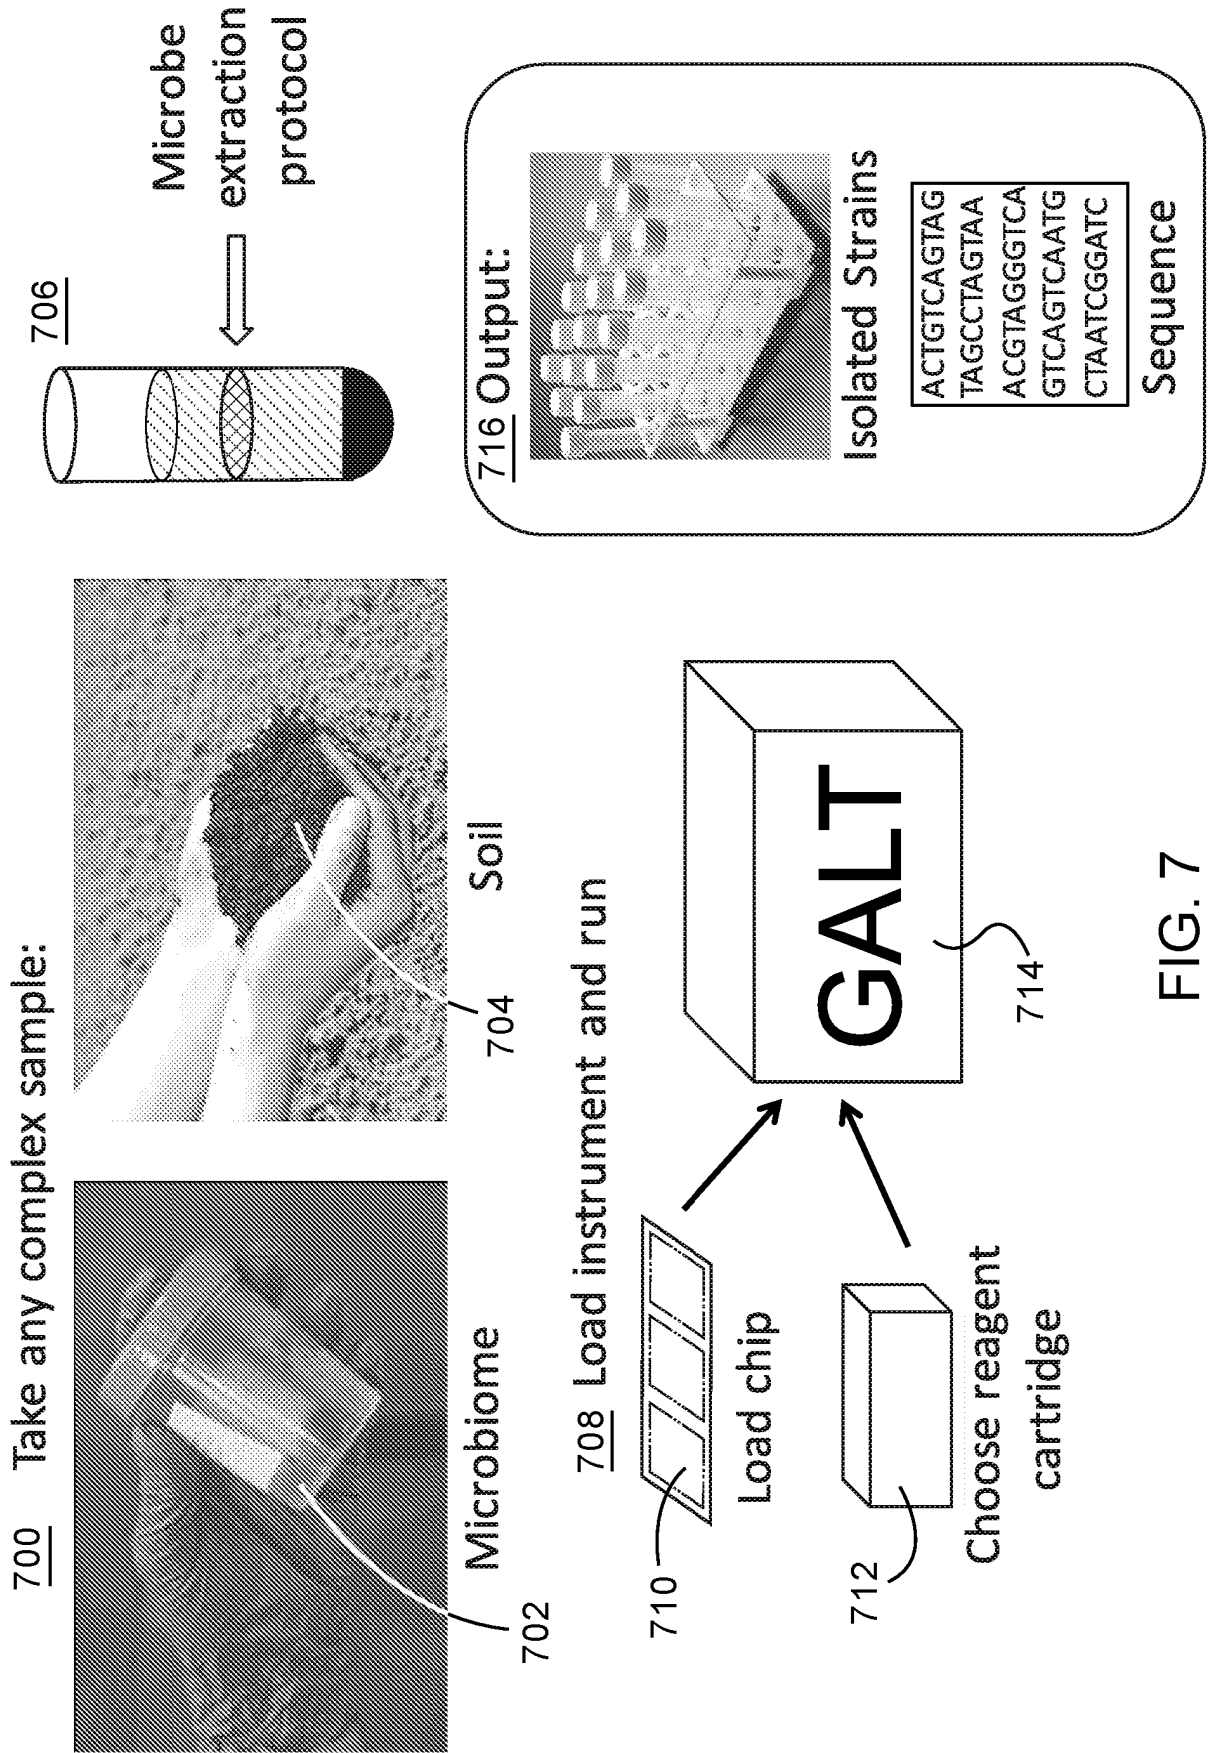 700 Take any complex sample:
702
Microbiome
704
Soil
706
Microbe
extraction
protocol
708 Load instrument and run
710
Load chip
712
Choose reagent
cartridge
GALT
714
716 Output:
Isolated Strains
ACTGTCAGTAG
TAGCCTAGTAA
ACGTAGGGTCA
GTCAGTCAATG
CTAATCGGATC
Sequence
FIG. 7